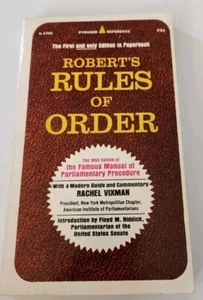 PYRAMID REFERENCE
The First and only Edition in Paperback
ROBERT'S
RULES
OF
ORDER
The 1893 Edition of
the Famous Manual of
Parliamentary Procedure
With a Modern Guide and Commentary
RACHEL VIXMAN
President, New York Metropolitan Chapter,
American Institute of Parliamentarians
Introduction by Floyd M. Riddick,
Parliamentarian of the
United States Senate